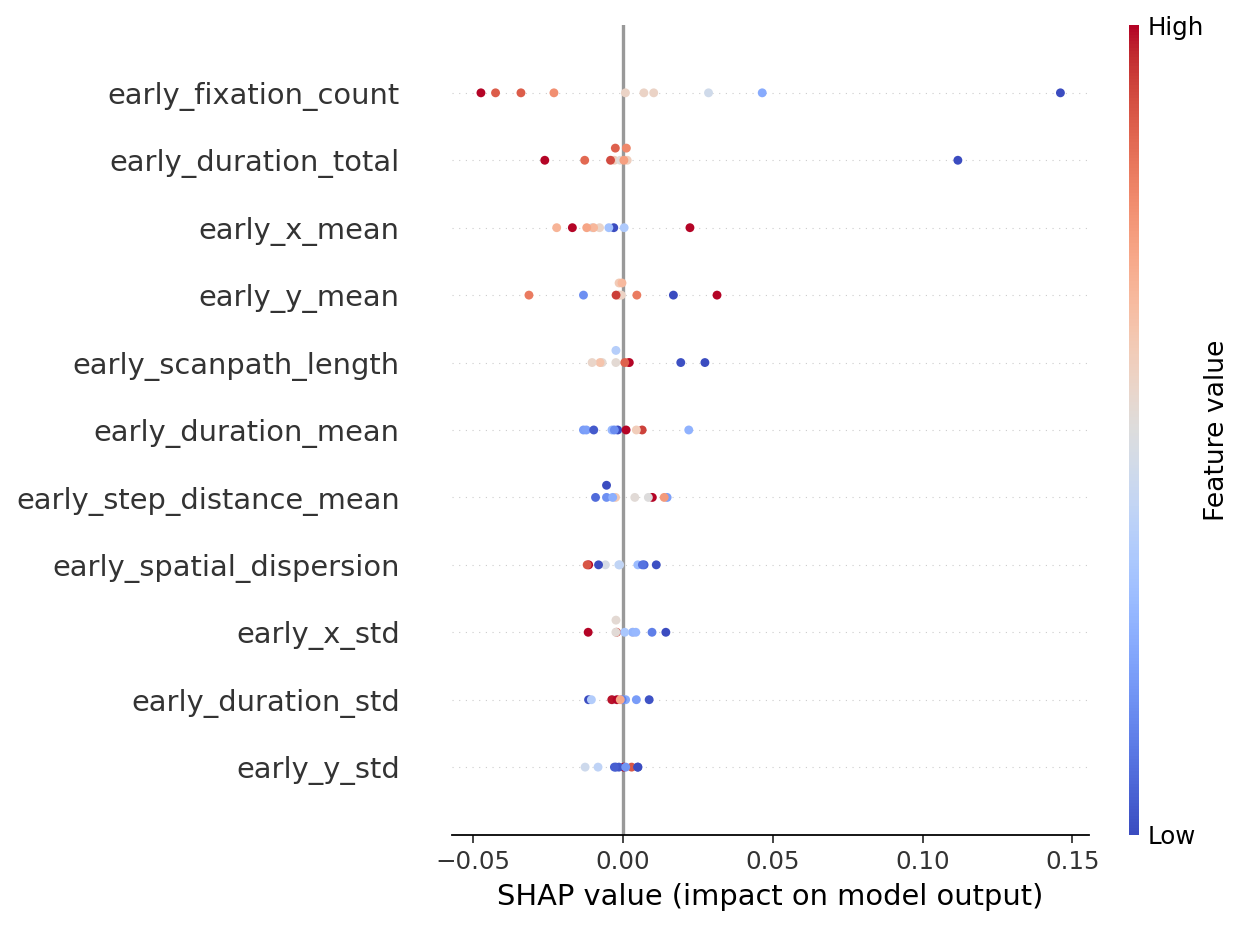 High
early_fixation_count
early_duration_total
early_x_mean
early_y_mean
early_scanpath_length
early_duration_mean
early_step_distance_mean
early_spatial_dispersion
early_x_std
early_duration_std
early_y_std
Feature value
Low
−0.05 0.00 0.05 0.10 0.15
SHAP value (impact on model output)